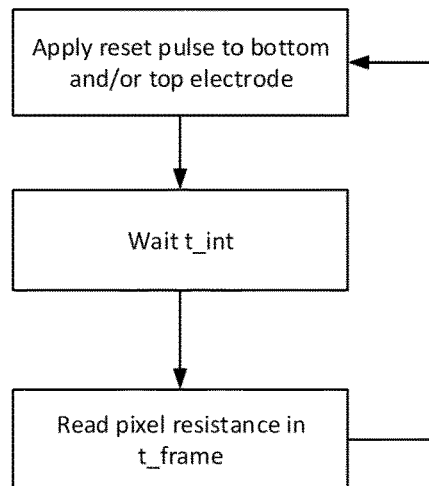 Apply reset pulse to bottom
and/or top electrode
Wait t_int
Read pixel resistance in
t_frame